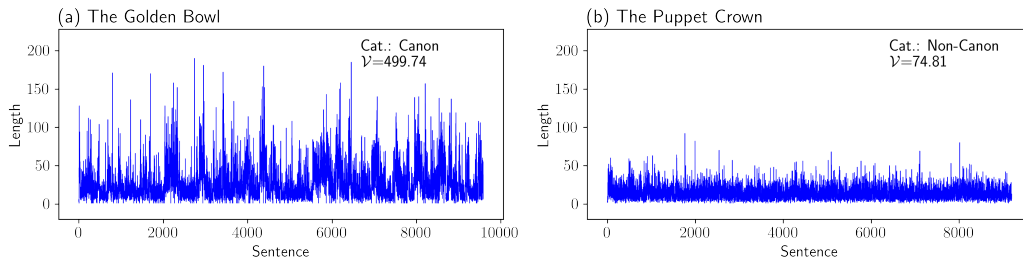 (a) The Golden Bowl
Cat.: Canon
𝒱=499.74
200
150
100
50
0
Length
0 2000 4000 6000 8000 10000
Sentence
(b) The Puppet Crown
Cat.: Non-Canon
𝒱=74.81
200
150
100
50
0
Length
0 2000 4000 6000 8000
Sentence